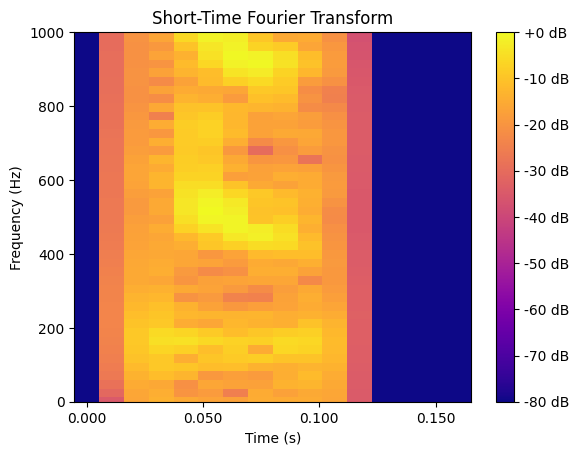 Short-Time Fourier Transform
Frequency (Hz)
1000
800
600
400
200
0
0.000
0.050
0.100
0.150
Time (s)
+0 dB
-10 dB
-20 dB
-30 dB
-40 dB
-50 dB
-60 dB
-70 dB
-80 dB